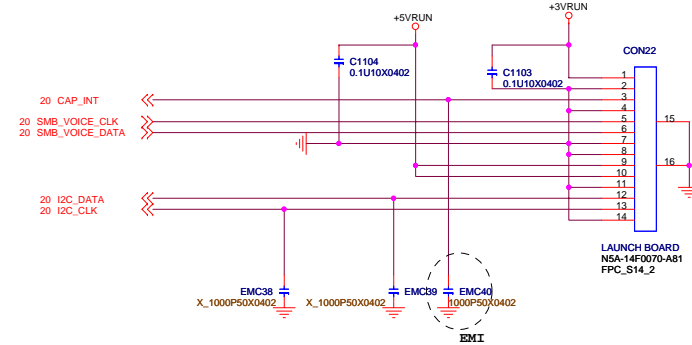 +5VRUN
+3VRUN
CON22
C1104
0.1U10X0402
C1103
0.1U10X0402
1
2
20 CAP_INT
3
4
20 SMB_VOICE_CLK
5
15
20 SMB_VOICE_DATA
6
7
8
9
16
10
11
20 I2C_DATA
12
20 I2C_CLK
13
14
LAUNCH BOARD
N5A-14F0070-A81
FPC_S14_2
EMC38
X_1000P50X0402
EMC39
X_1000P50X0402
EMC40
1000P50X0402
EMI